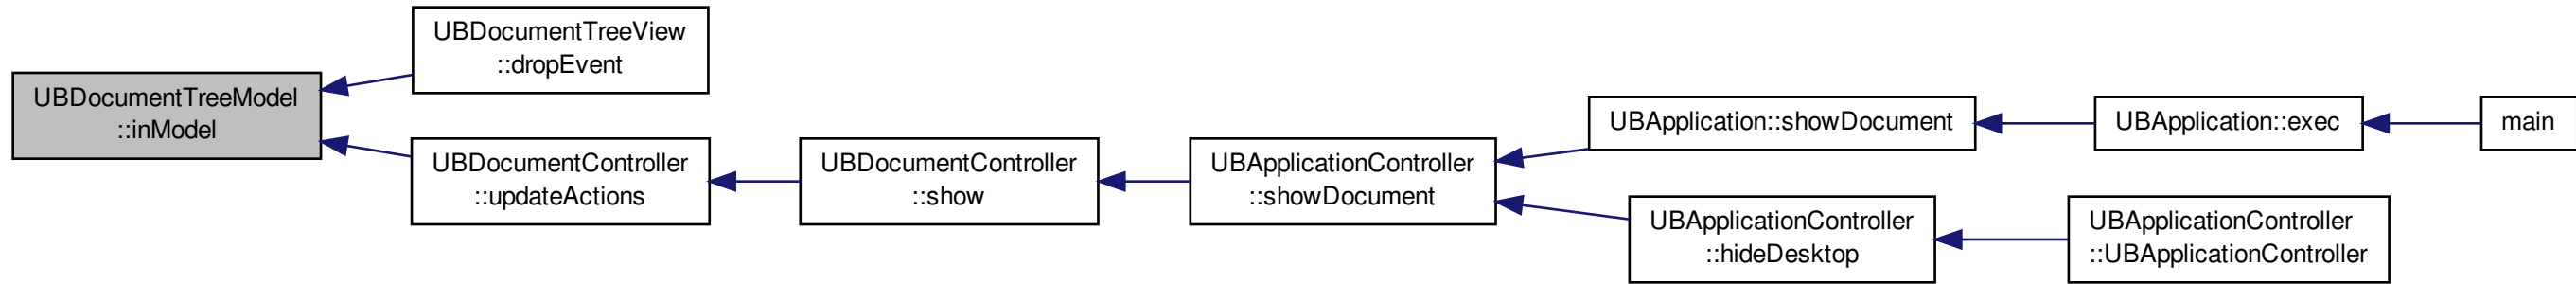 UBDocumentTreeModel
::inModel
UBDocumentTreeView
::dropEvent
UBDocumentController
::updateActions
UBDocumentController
::show
UBApplicationController
::showDocument
UBApplication::showDocument
UBApplication::exec
main
UBApplicationController
::hideDesktop
UBApplicationController
::UBApplicationController